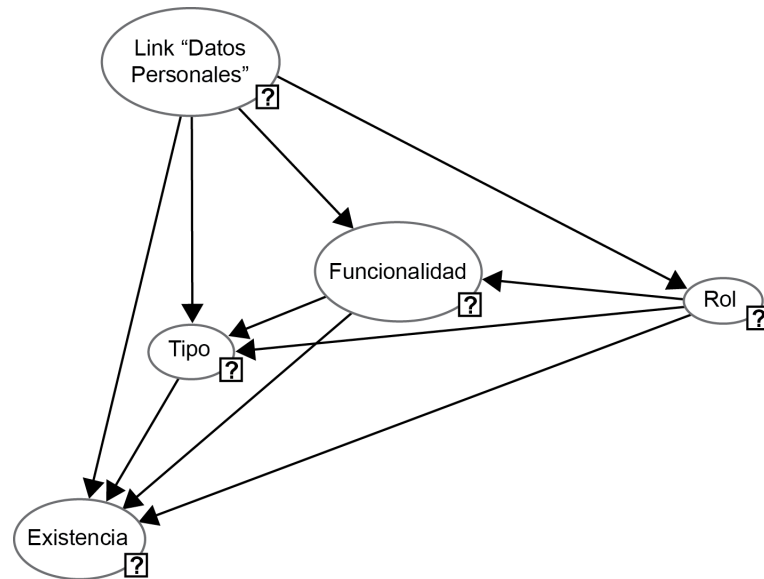 Link “Datos
Personales”
?
Funcionalidad
?
Rol
?
Tipo
?
Existencia
?